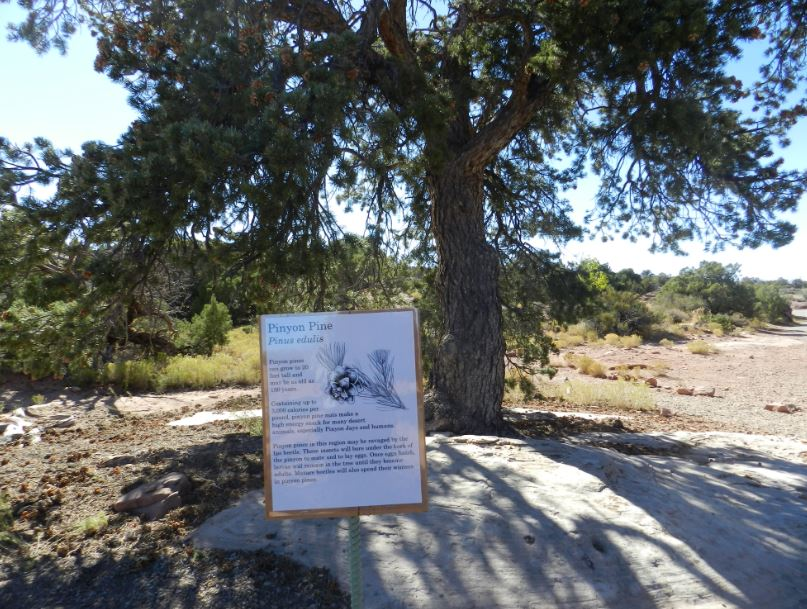 Pinyon Pine
Pinus edulis
Pinyon pines
can grow to 20
feet tall and
may be as old as
years.
Containing up to
3,000 calories per
pound, pinyon pine nuts make a
high energy snack for many desert
animals, especially Pinyon Jays and humans.
Pinyon pines in this region may be ravaged by the
Ips beetle. These insects will bore under the bark of
the pinyon to mate and to lay eggs. Once eggs hatch,
larvae will remain in the tree until they become
adults. Mature beetles will also spend their winters
in pinyon pines.